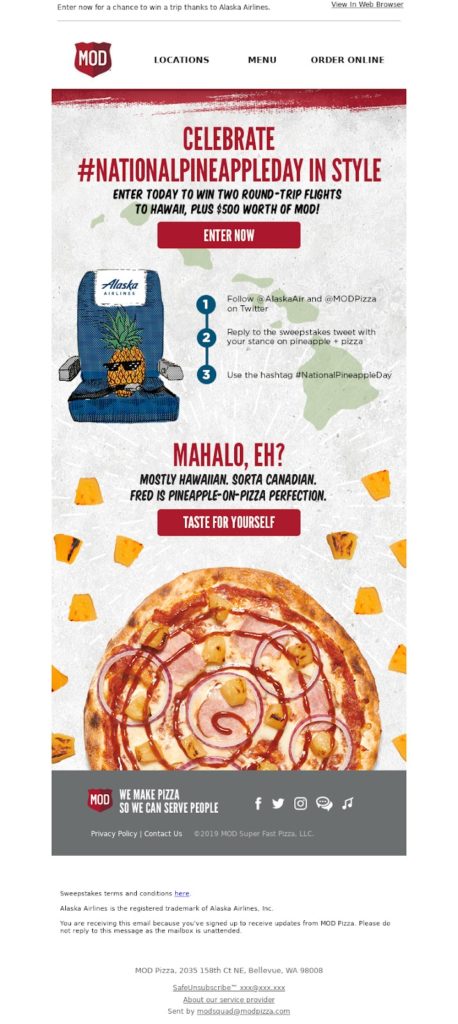 Enter now for a chance to win a trip thanks to Alaska Airlines.
View In Web Browser
MOD
LOCATIONS
MENU
ORDER ONLINE
CELEBRATE
#NATIONALPINEAPPLEDAY IN STYLE
ENTER TODAY TO WIN TWO ROUND-TRIP FLIGHTS
TO HAWAII, PLUS $500 WORTH OF MOD!
ENTER NOW
Alaska
AIRLINES
1 Follow @AlaskaAir and @MODPizza
on Twitter
2 Reply to the sweepstakes tweet with
your stance on pineapple + pizza
3 Use the hashtag #NationalPineappleDay
MAHALO, EH?
MOSTLY HAWAIIAN. SORTA CANADIAN.
FRED IS PINEAPPLE-ON-PIZZA PERFECTION.
TASTE FOR YOURSELF
MOD
WE MAKE PIZZA
SO WE CAN SERVE PEOPLE
Privacy Policy | Contact Us ©2019 MOD Super Fast Pizza, LLC.
Sweepstakes terms and conditions here.
Alaska Airlines is the registered trademark of Alaska Airlines, Inc.
You are receiving this email because you've signed up to receive updates from MOD Pizza. Please do
not reply to this message as the mailbox is unattended.
MOD Pizza, 2035 158th Ct NE, Bellevue, WA 98008
SafeUnsubscribe™ xxx@xxx.xxx
About our service provider
Sent by modsquad@modpizza.com